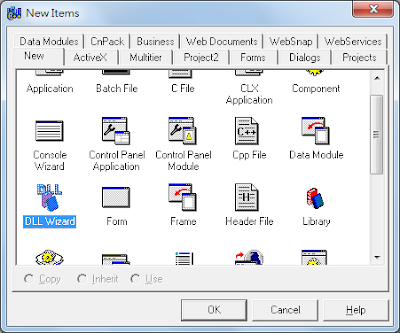 New Items
Data Modules CnPack Business Web Documents WebSnap WebServices
New ActiveX Multitier Project2 Forms Dialogs Projects
Application Batch File C File CLX Application Component
Console Wizard Control Panel Application Control Panel Module Cpp File Data Module
DLL Wizard Form Frame Header File Library
Copy Inherit Use
OK Cancel Help